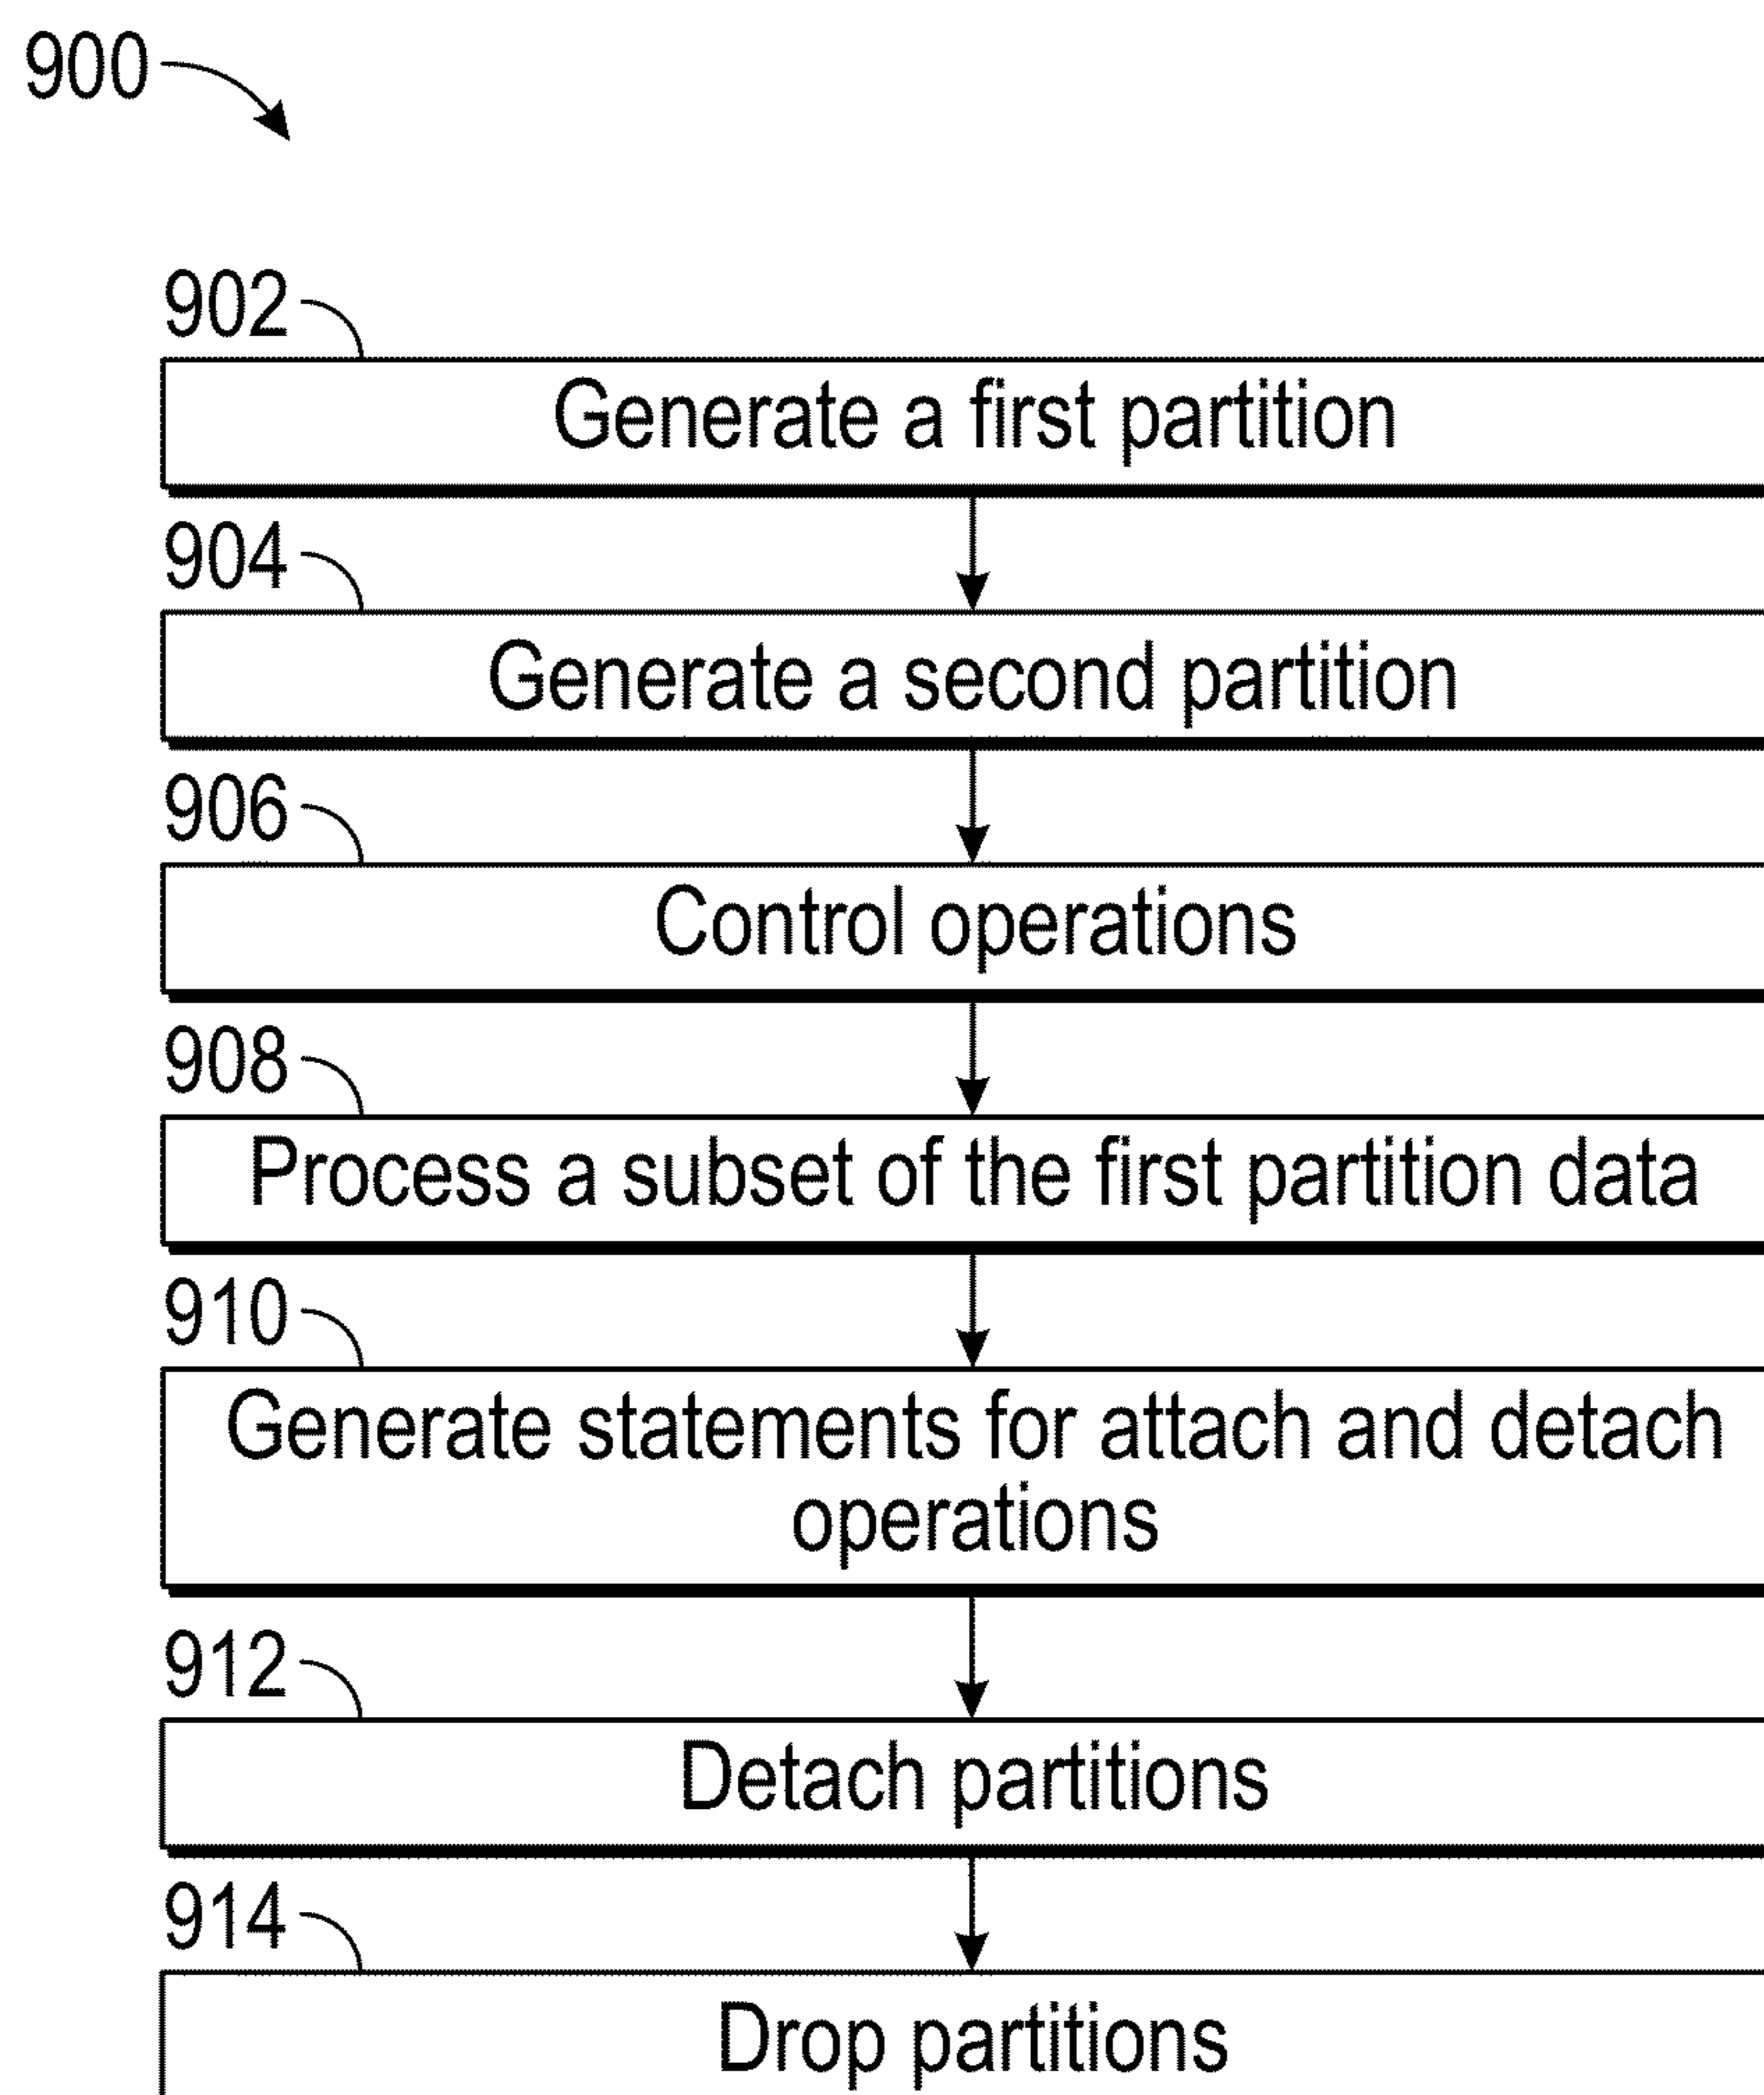 900
902
Generate a first partition
904
Generate a second partition
906
Control operations
908
Process a subset of the first partition data
910
Generate statements for attach and detach
operations
912
Detach partitions
914
Drop partitions